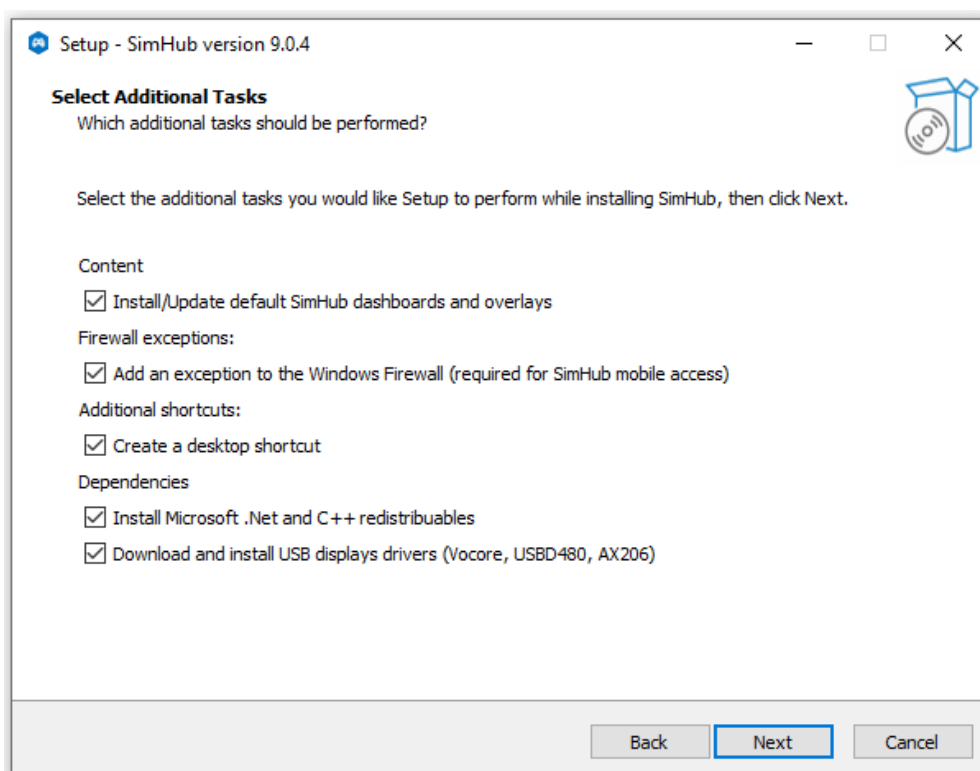 Setup - SimHub version 9.0.4
Select Additional Tasks
Which additional tasks should be performed?
Select the additional tasks you would like Setup to perform while installing SimHub, then click Next.
Content
Install/Update default SimHub dashboards and overlays
Firewall exceptions:
Add an exception to the Windows Firewall (required for SimHub mobile access)
Additional shortcuts:
Create a desktop shortcut
Dependencies
Install Microsoft .Net and C++ redistribuables
Download and install USB displays drivers (Vocore, USBD480, AX206)
Back Next Cancel